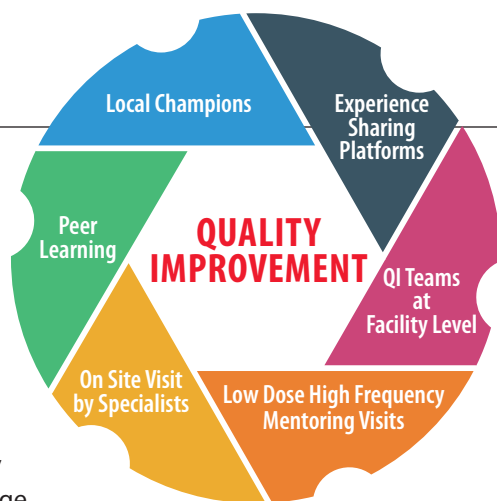 Local Champions
Experience
Sharing
Platforms
Peer
Learning
QUALITY
IMPROVEMENT
QI Teams
at
Facility Level
On Site Visit
by Specialists
Low Dose High Frequency
Mentoring Visits